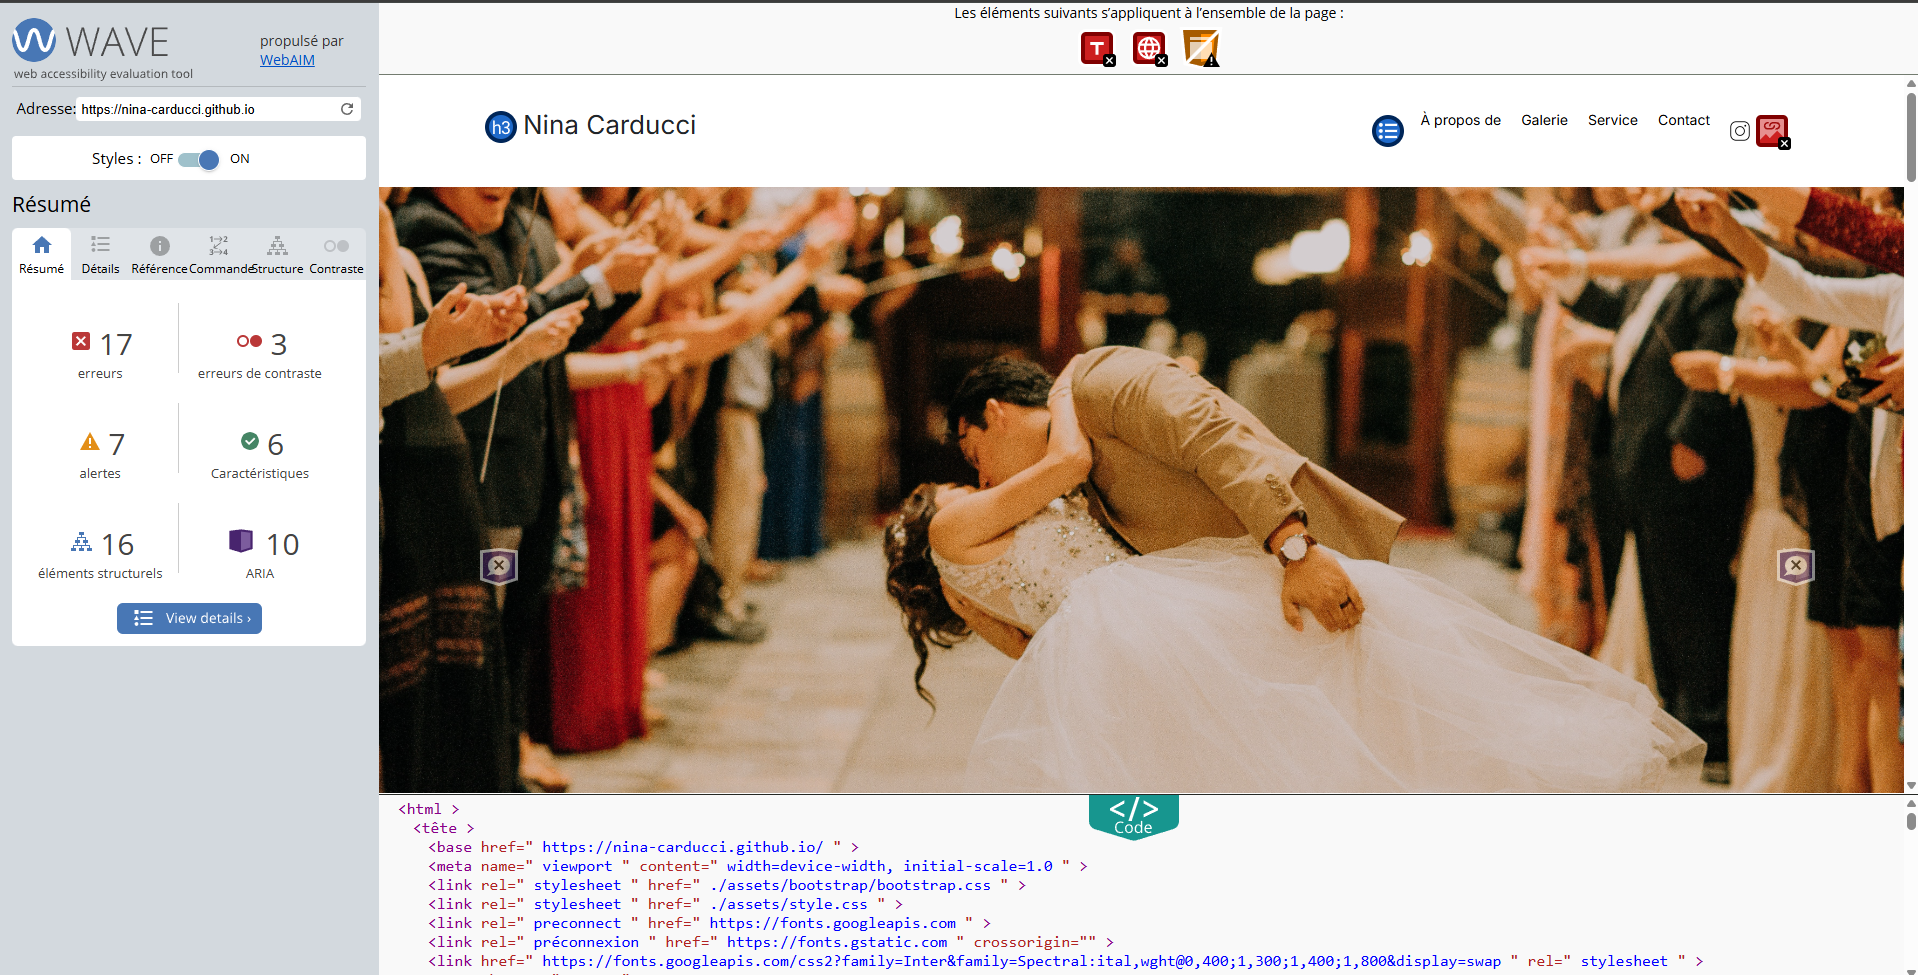 WAVE
web accessibility evaluation tool
propulsé par
WebAIM
Adresse: https://nina-carducci.github.io
Styles : OFF ON
Résumé
Résumé Détails Référence Commande Structure Contraste
17
erreurs
3
erreurs de contraste
7
alertes
6
Caractéristiques
16
éléments structurels
10
ARIA
View details ›
Les éléments suivants s’appliquent à l’ensemble de la page :
h3 Nina Carducci
À propos de Galerie Service Contact
</>
Code
<html >
<tête >
<base href=" https://nina-carducci.github.io/ " >
<meta name=" viewport " content=" width=device-width, initial-scale=1.0 " >
<link rel=" stylesheet " href=" ./assets/bootstrap/bootstrap.css " >
<link rel=" stylesheet " href=" ./assets/style.css " >
<link rel=" preconnect " href=" https://fonts.googleapis.com " >
<link rel=" préconnexion " href=" https://fonts.gstatic.com " crossorigin="" >
<link href=" https://fonts.googleapis.com/css2?family=Inter&family=Spectral:ital,wght@0,400;1,300;1,400;1,800&display=swap " rel=" stylesheet " >